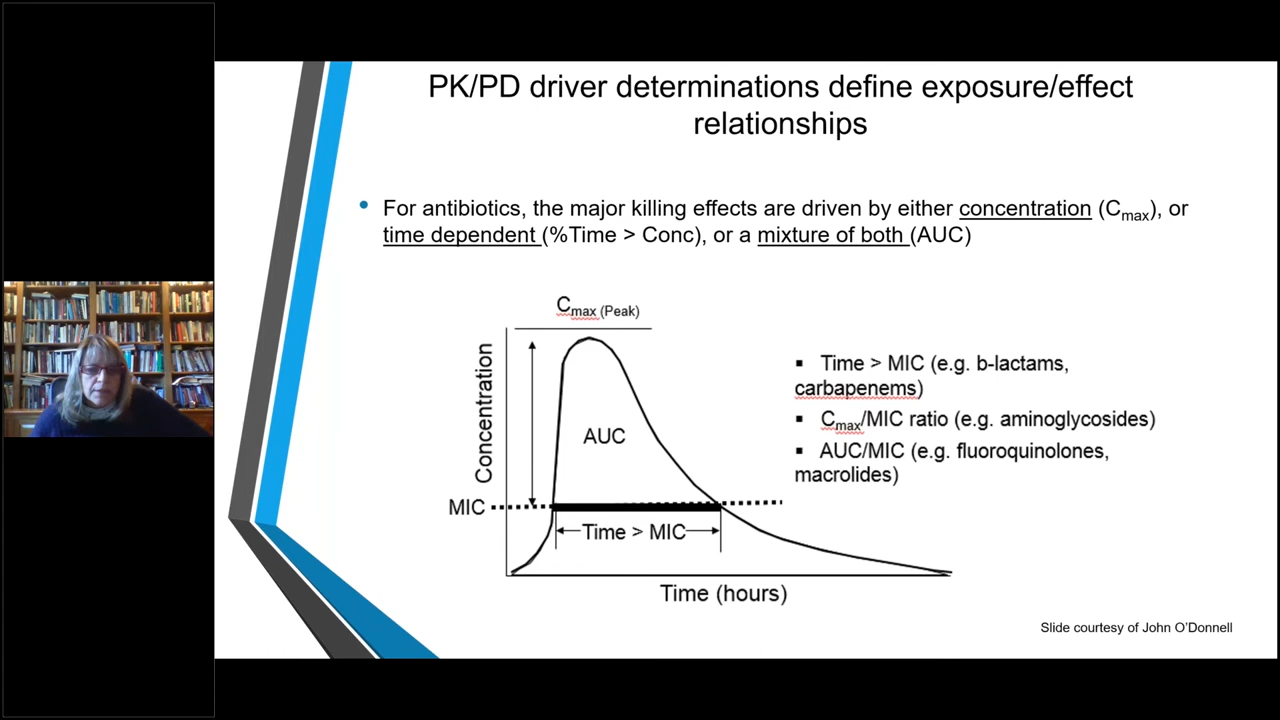 PK/PD driver determinations define exposure/effect
relationships
• For antibiotics, the major killing effects are driven by either concentration (Cmax), or
time dependent (%Time > Conc), or a mixture of both (AUC)
Cmax (Peak)
Concentration
AUC
MIC
Time > MIC
Time (hours)
▪ Time > MIC (e.g. b-lactams,
carbapenems)
▪ Cmax/MIC ratio (e.g. aminoglycosides)
▪ AUC/MIC (e.g. fluoroquinolones,
macrolides)
Slide courtesy of John O’Donnell